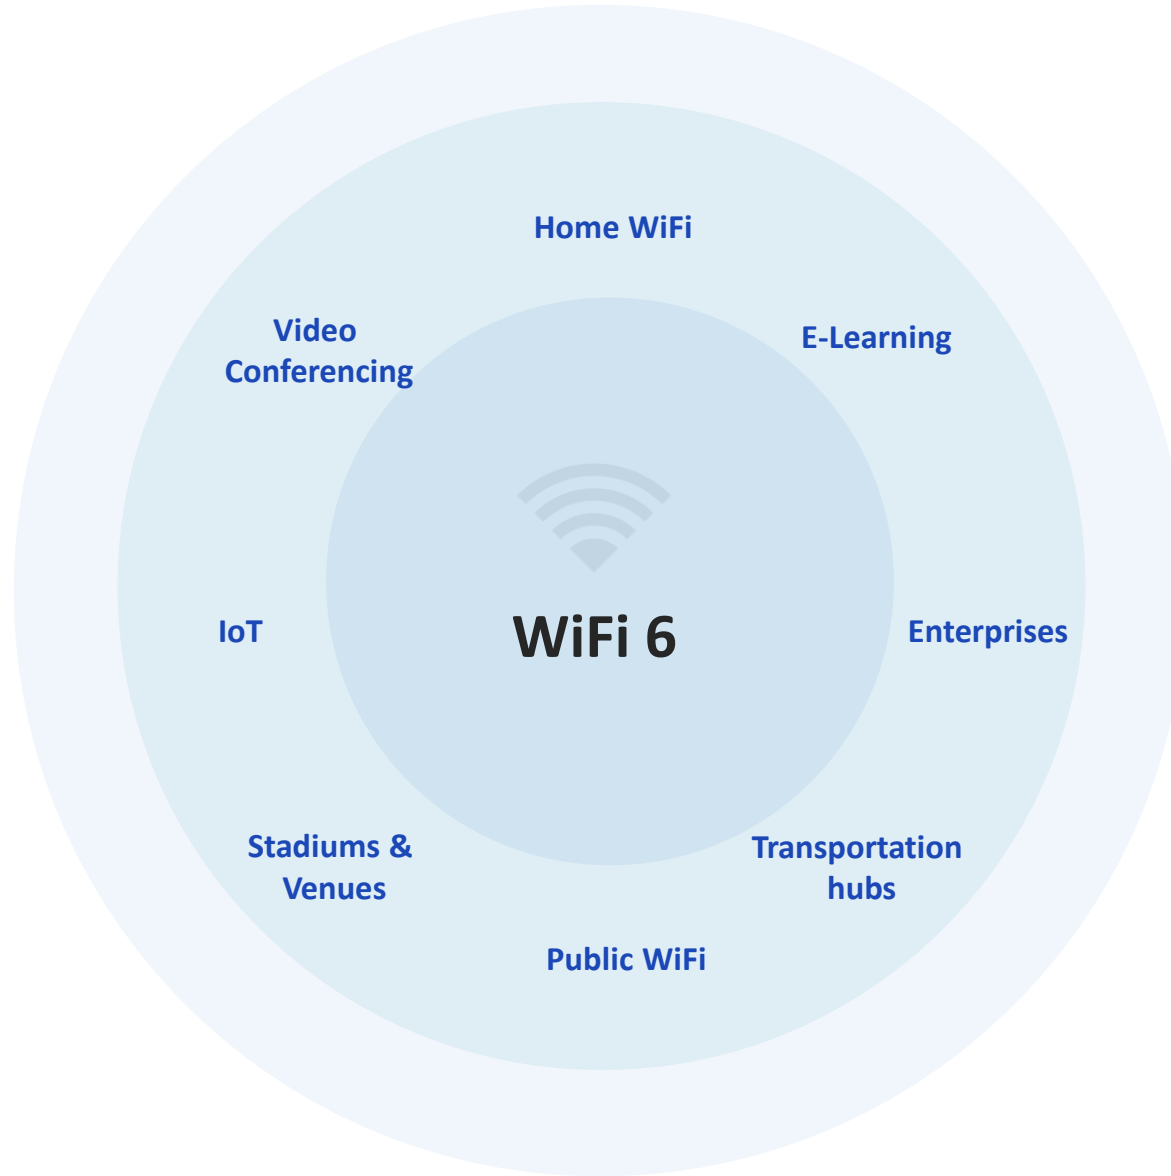 Home WiFi
Video
Conferencing
E-Learning
IoT
WiFi 6
Enterprises
Stadiums &
Venues
Transportation
hubs
Public WiFi